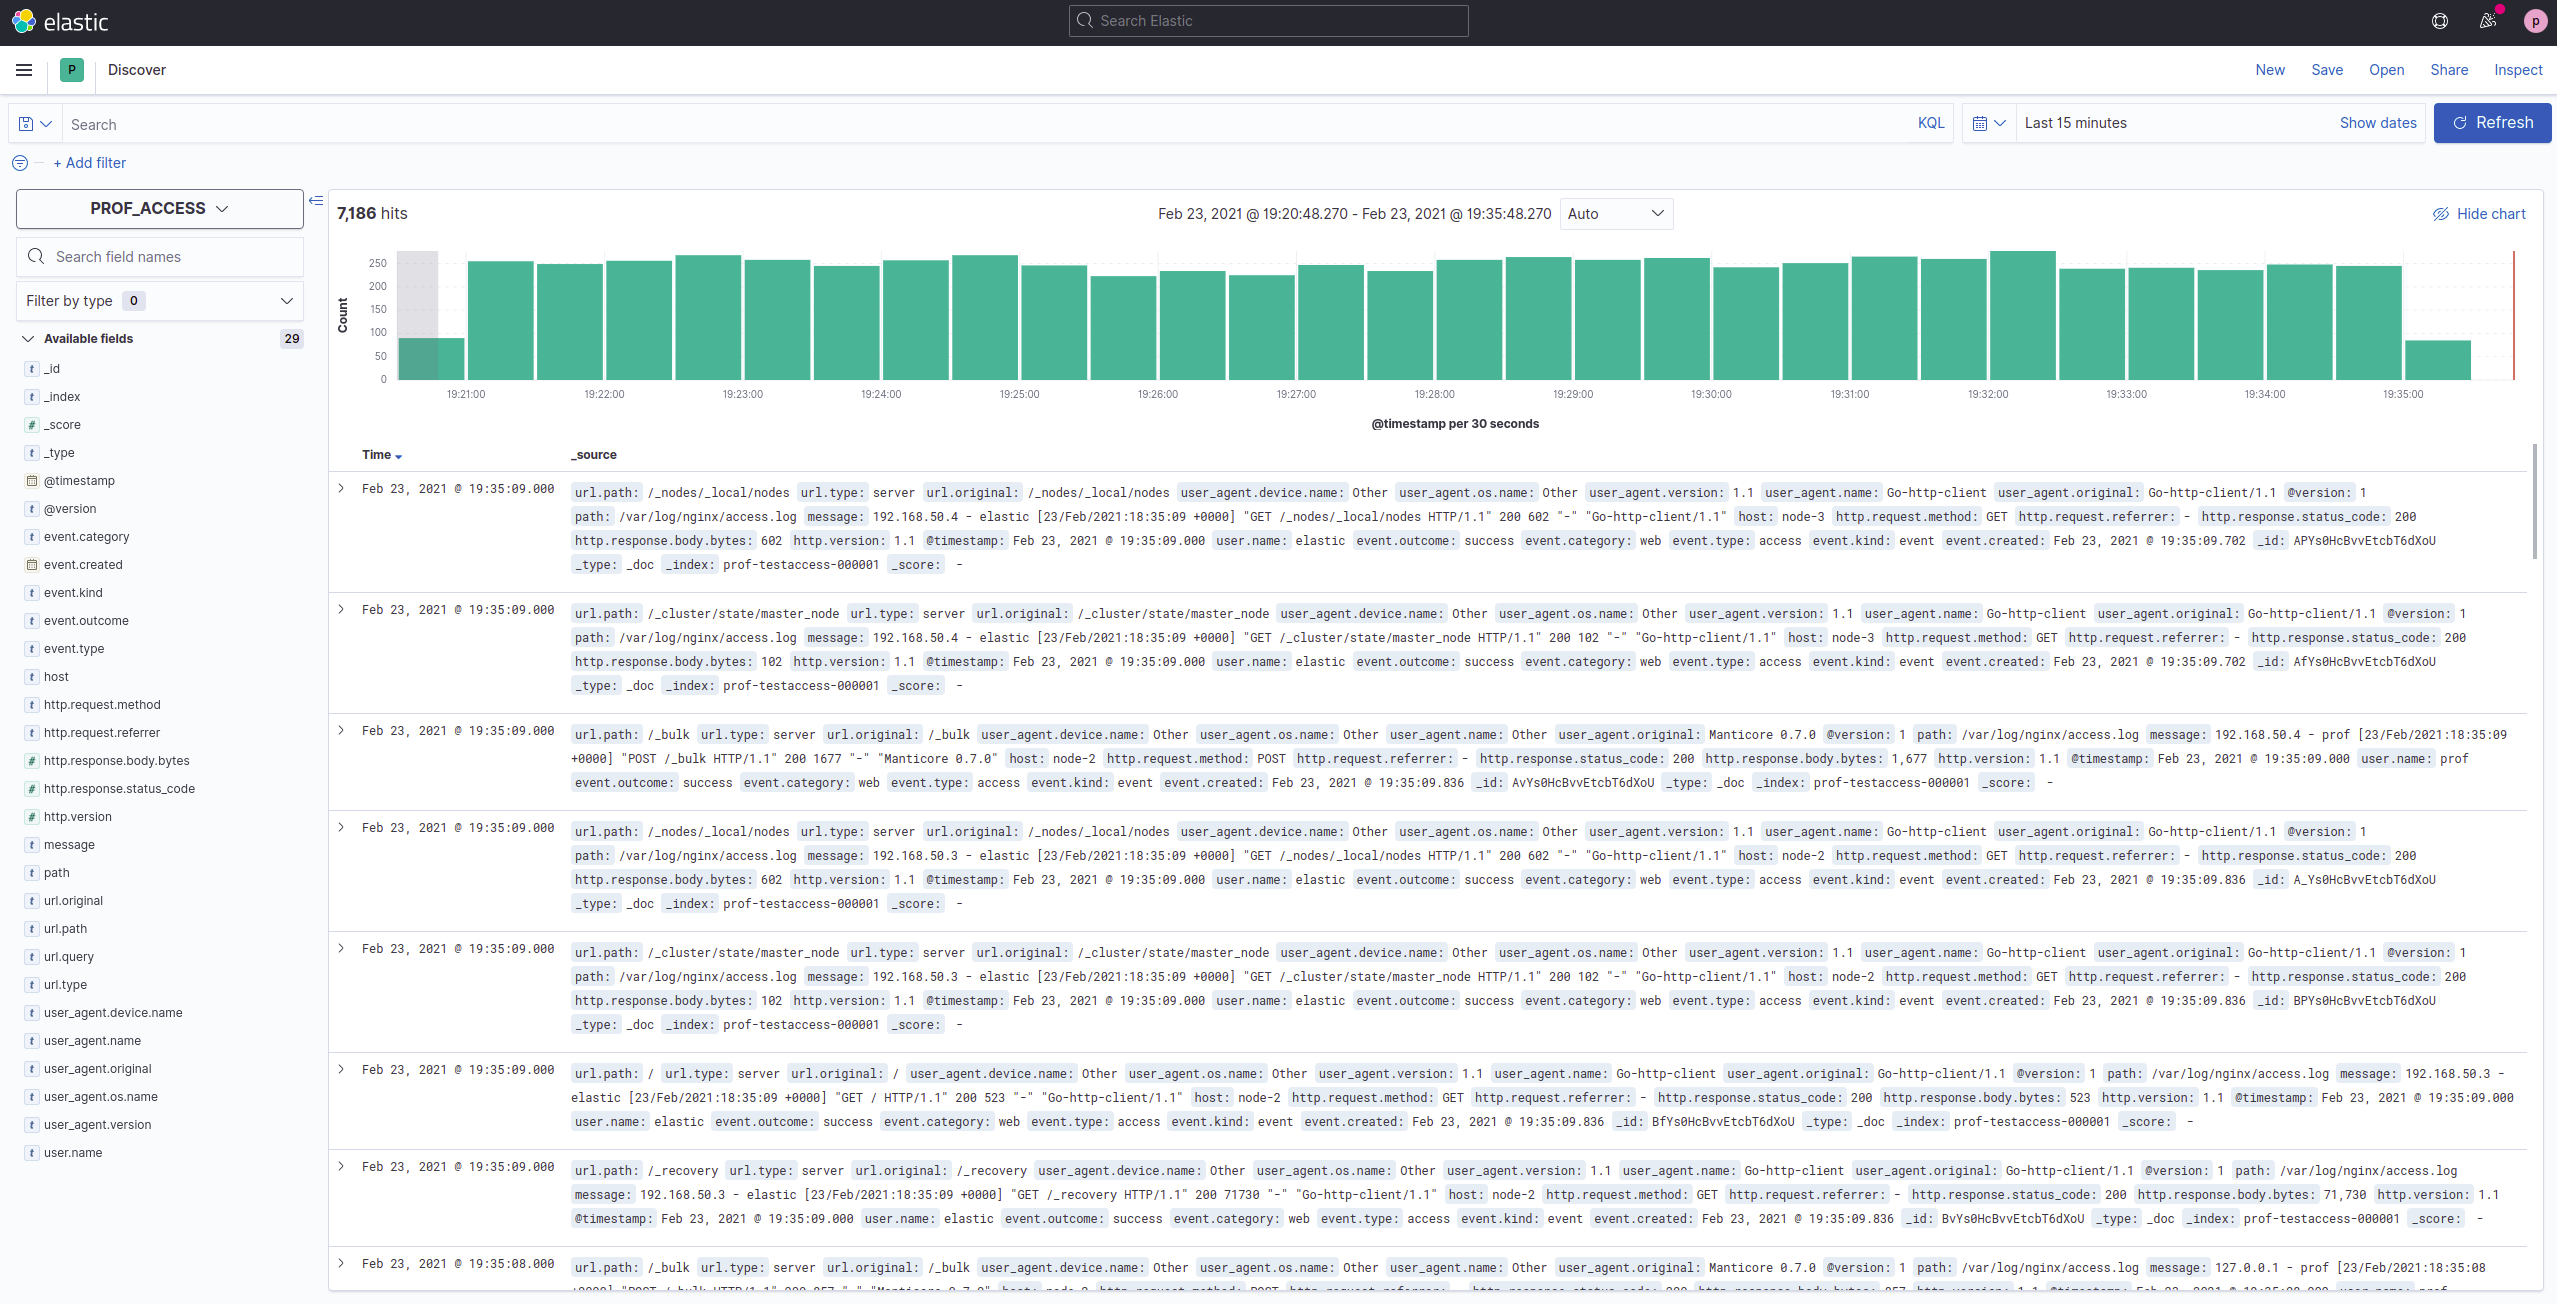 elastic
Search Elastic
p
P
Discover
New Save Open Share Inspect
Search
KQL
Last 15 minutes
Show dates
Refresh
+ Add filter
PROF_ACCESS
Search field names
Filter by type 0
Available fields 29
t _id
t _index
# _score
t _type
@timestamp
t @version
t event.category
event.created
t event.kind
t event.outcome
t event.type
t host
t http.request.method
t http.request.referrer
# http.response.body.bytes
# http.response.status_code
# http.version
t message
t path
t url.original
t url.path
t url.query
t url.type
t user_agent.device.name
t user_agent.name
t user_agent.original
t user_agent.os.name
t user_agent.version
t user.name
7,186 hits
Feb 23, 2021 @ 19:20:48.270 - Feb 23, 2021 @ 19:35:48.270
Auto
Hide chart
Count
250
200
150
100
50
0
19:21:00 19:22:00 19:23:00 19:24:00 19:25:00 19:26:00 19:27:00 19:28:00 19:29:00 19:30:00 19:31:00 19:32:00 19:33:00 19:34:00 19:35:00
@timestamp per 30 seconds
Time _source
Feb 23, 2021 @ 19:35:09.000 url.path: /_nodes/_local/nodes url.type: server url.original: /_nodes/_local/nodes user_agent.device.name: Other user_agent.os.name: Other user_agent.version: 1.1 user_agent.name: Go-http-client user_agent.original: Go-http-client/1.1 @version: 1
path: /var/log/nginx/access.log message: 192.168.50.4 - elastic [23/Feb/2021:18:35:09 +0000] "GET /_nodes/_local/nodes HTTP/1.1" 200 602 "-" "Go-http-client/1.1" host: node-3 http.request.method: GET http.request.referrer: - http.response.status_code: 200
http.response.body.bytes: 602 http.version: 1.1 @timestamp: Feb 23, 2021 @ 19:35:09.000 user.name: elastic event.outcome: success event.category: web event.type: access event.kind: event event.created: Feb 23, 2021 @ 19:35:09.702 _id: APYs0HcBvvEtcbT6dXoU
_type: _doc _index: prof-testaccess-000001 _score: -
Feb 23, 2021 @ 19:35:09.000 url.path: /_cluster/state/master_node url.type: server url.original: /_cluster/state/master_node user_agent.device.name: Other user_agent.os.name: Other user_agent.version: 1.1 user_agent.name: Go-http-client user_agent.original: Go-http-client/1.1 @version: 1
path: /var/log/nginx/access.log message: 192.168.50.4 - elastic [23/Feb/2021:18:35:09 +0000] "GET /_cluster/state/master_node HTTP/1.1" 200 102 "-" "Go-http-client/1.1" host: node-3 http.request.method: GET http.request.referrer: - http.response.status_code: 200
http.response.body.bytes: 102 http.version: 1.1 @timestamp: Feb 23, 2021 @ 19:35:09.000 user.name: elastic event.outcome: success event.category: web event.type: access event.kind: event event.created: Feb 23, 2021 @ 19:35:09.702 _id: AfYs0HcBvvEtcbT6dXoU
_type: _doc _index: prof-testaccess-000001 _score: -
Feb 23, 2021 @ 19:35:09.000 url.path: /_bulk url.type: server url.original: /_bulk user_agent.device.name: Other user_agent.os.name: Other user_agent.name: Other user_agent.original: Manticore 0.7.0 @version: 1 path: /var/log/nginx/access.log message: 192.168.50.4 - prof [23/Feb/2021:18:35:09
+0000] "POST /_bulk HTTP/1.1" 200 1677 "-" "Manticore 0.7.0" host: node-2 http.request.method: POST http.request.referrer: - http.response.status_code: 200 http.response.body.bytes: 1,677 http.version: 1.1 @timestamp: Feb 23, 2021 @ 19:35:09.000 user.name: prof
event.outcome: success event.category: web event.type: access event.kind: event event.created: Feb 23, 2021 @ 19:35:09.836 _id: AvYs0HcBvvEtcbT6dXoU _type: _doc _index: prof-testaccess-000001 _score: -
Feb 23, 2021 @ 19:35:09.000 url.path: /_nodes/_local/nodes url.type: server url.original: /_nodes/_local/nodes user_agent.device.name: Other user_agent.os.name: Other user_agent.version: 1.1 user_agent.name: Go-http-client user_agent.original: Go-http-client/1.1 @version: 1
path: /var/log/nginx/access.log message: 192.168.50.3 - elastic [23/Feb/2021:18:35:09 +0000] "GET /_nodes/_local/nodes HTTP/1.1" 200 602 "-" "Go-http-client/1.1" host: node-2 http.request.method: GET http.request.referrer: - http.response.status_code: 200
http.response.body.bytes: 602 http.version: 1.1 @timestamp: Feb 23, 2021 @ 19:35:09.000 user.name: elastic event.outcome: success event.category: web event.type: access event.kind: event event.created: Feb 23, 2021 @ 19:35:09.836 _id: A_Ys0HcBvvEtcbT6dXoU
_type: _doc _index: prof-testaccess-000001 _score: -
Feb 23, 2021 @ 19:35:09.000 url.path: /_cluster/state/master_node url.type: server url.original: /_cluster/state/master_node user_agent.device.name: Other user_agent.os.name: Other user_agent.version: 1.1 user_agent.name: Go-http-client user_agent.original: Go-http-client/1.1 @version: 1
path: /var/log/nginx/access.log message: 192.168.50.3 - elastic [23/Feb/2021:18:35:09 +0000] "GET /_cluster/state/master_node HTTP/1.1" 200 102 "-" "Go-http-client/1.1" host: node-2 http.request.method: GET http.request.referrer: - http.response.status_code: 200
http.response.body.bytes: 102 http.version: 1.1 @timestamp: Feb 23, 2021 @ 19:35:09.000 user.name: elastic event.outcome: success event.category: web event.type: access event.kind: event event.created: Feb 23, 2021 @ 19:35:09.836 _id: BPYs0HcBvvEtcbT6dXoU
_type: _doc _index: prof-testaccess-000001 _score: -
Feb 23, 2021 @ 19:35:09.000 url.path: / url.type: server url.original: / user_agent.device.name: Other user_agent.os.name: Other user_agent.version: 1.1 user_agent.name: Go-http-client user_agent.original: Go-http-client/1.1 @version: 1 path: /var/log/nginx/access.log message: 192.168.50.3 -
elastic [23/Feb/2021:18:35:09 +0000] "GET / HTTP/1.1" 200 523 "-" "Go-http-client/1.1" host: node-2 http.request.method: GET http.request.referrer: - http.response.status_code: 200 http.response.body.bytes: 523 http.version: 1.1 @timestamp: Feb 23, 2021 @ 19:35:09.000
user.name: elastic event.outcome: success event.category: web event.type: access event.kind: event event.created: Feb 23, 2021 @ 19:35:09.836 _id: BfYs0HcBvvEtcbT6dXoU _type: _doc _index: prof-testaccess-000001 _score: -
Feb 23, 2021 @ 19:35:09.000 url.path: /_recovery url.type: server url.original: /_recovery user_agent.device.name: Other user_agent.os.name: Other user_agent.version: 1.1 user_agent.name: Go-http-client user_agent.original: Go-http-client/1.1 @version: 1 path: /var/log/nginx/access.log
message: 192.168.50.3 - elastic [23/Feb/2021:18:35:09 +0000] "GET /_recovery HTTP/1.1" 200 71730 "-" "Go-http-client/1.1" host: node-2 http.request.method: GET http.request.referrer: - http.response.status_code: 200 http.response.body.bytes: 71,730 http.version: 1.1
@timestamp: Feb 23, 2021 @ 19:35:09.000 user.name: elastic event.outcome: success event.category: web event.type: access event.kind: event event.created: Feb 23, 2021 @ 19:35:09.836 _id: BvYs0HcBvvEtcbT6dXoU _type: _doc _index: prof-testaccess-000001 _score: -
Feb 23, 2021 @ 19:35:08.000 url.path: /_bulk url.type: server url.original: /_bulk user_agent.device.name: Other user_agent.os.name: Other user_agent.name: Other user_agent.original: Manticore 0.7.0 @version: 1 path: /var/log/nginx/access.log message: 127.0.0.1 - prof [23/Feb/2021:18:35:08